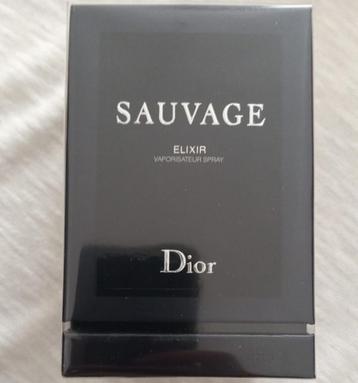 SAUVAGE
ELIXIR
VAPORISATEUR SPRAY
Dior